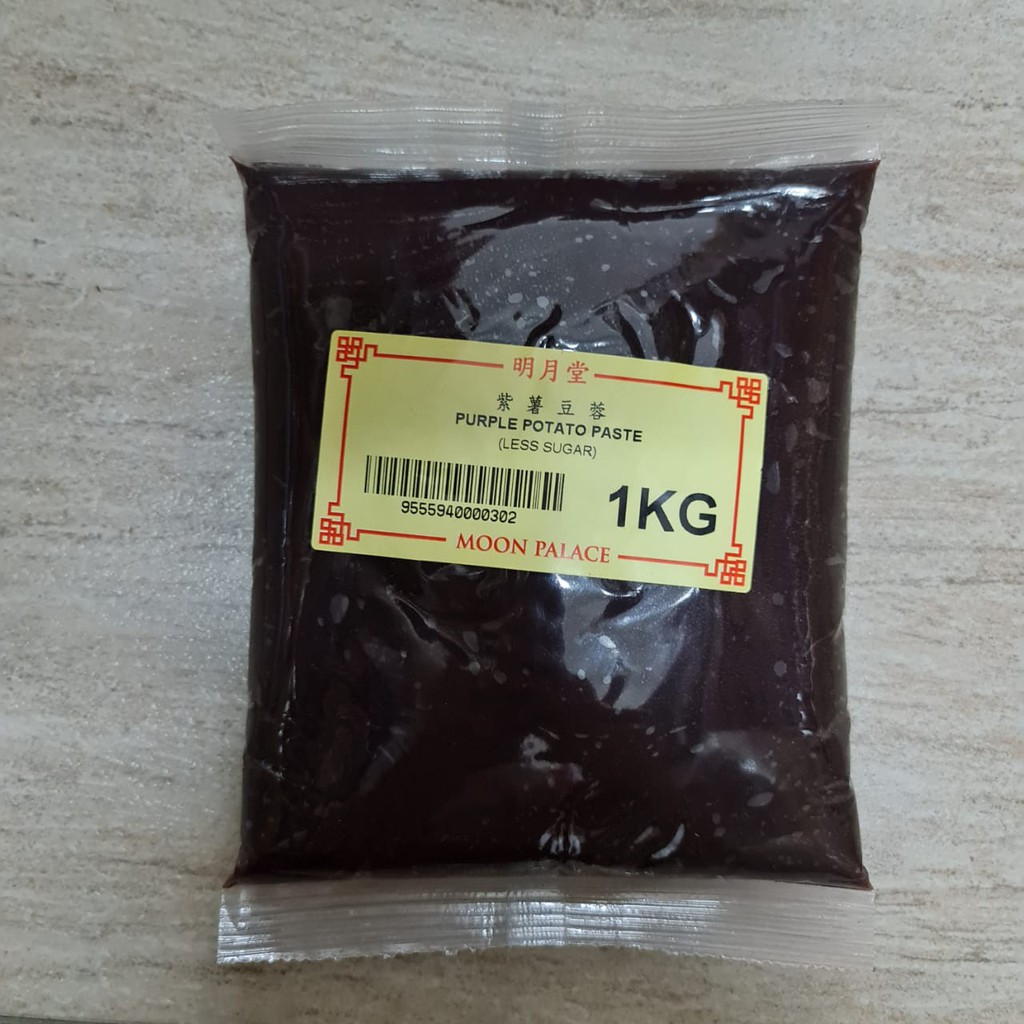 明月堂
紫薯豆蓉
PURPLE POTATO PASTE
(LESS SUGAR)
9555940000302
1KG
MOON PALACE